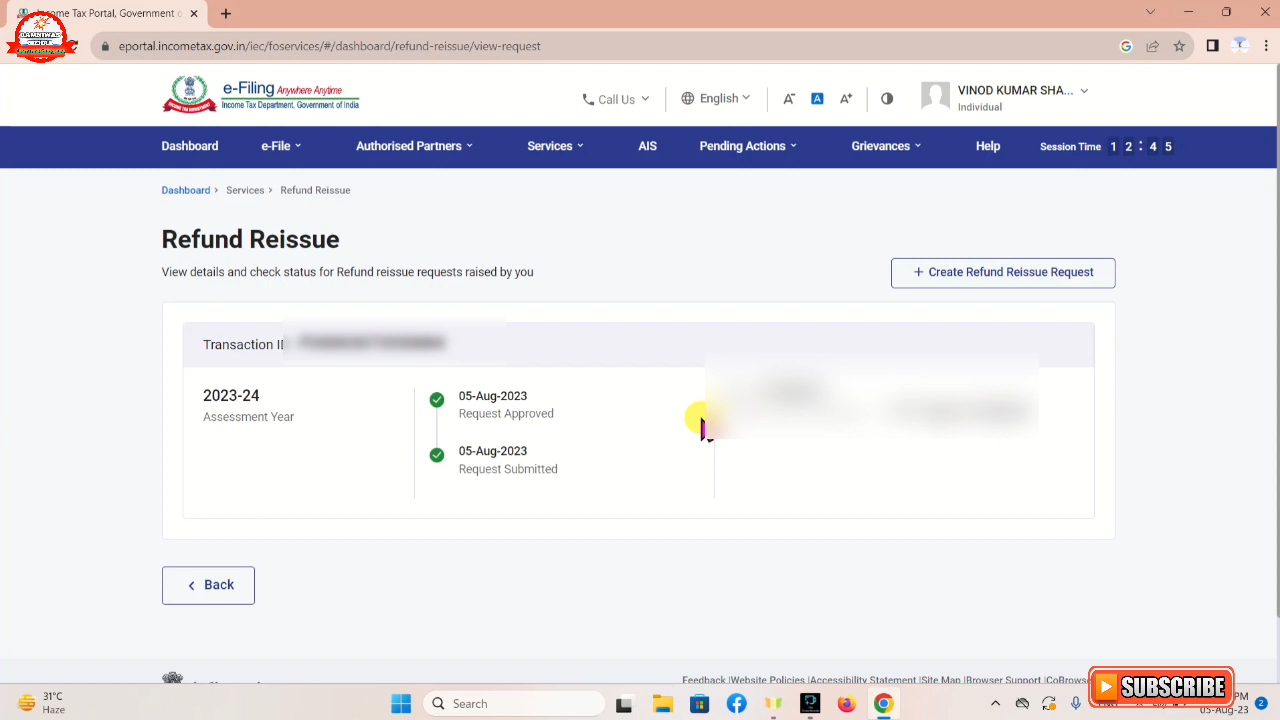 Income Tax Portal, Government o
eportal.incometax.gov.in/iec/foservices/#/dashboard/refund-reissue/view-request
e-Filing Anywhere Anytime
Income Tax Department, Government of India
Call Us
English
A-
A
A+
VINOD KUMAR SHA...
Individual
Dashboard
e-File
Authorised Partners
Services
AIS
Pending Actions
Grievances
Help
Session Time 1 2 : 4 5
Dashboard > Services > Refund Reissue
Refund Reissue
View details and check status for Refund reissue requests raised by you
+ Create Refund Reissue Request
Transaction
2023-24
Assessment Year
05-Aug-2023
Request Approved
05-Aug-2023
Request Submitted
< Back
Feedback |Website Policies |Accessibility Statement |Site Map |Browser Support |CoBrowse
31°C
Haze
Search
PM
05-Aug-23
2
SUBSCRIBE